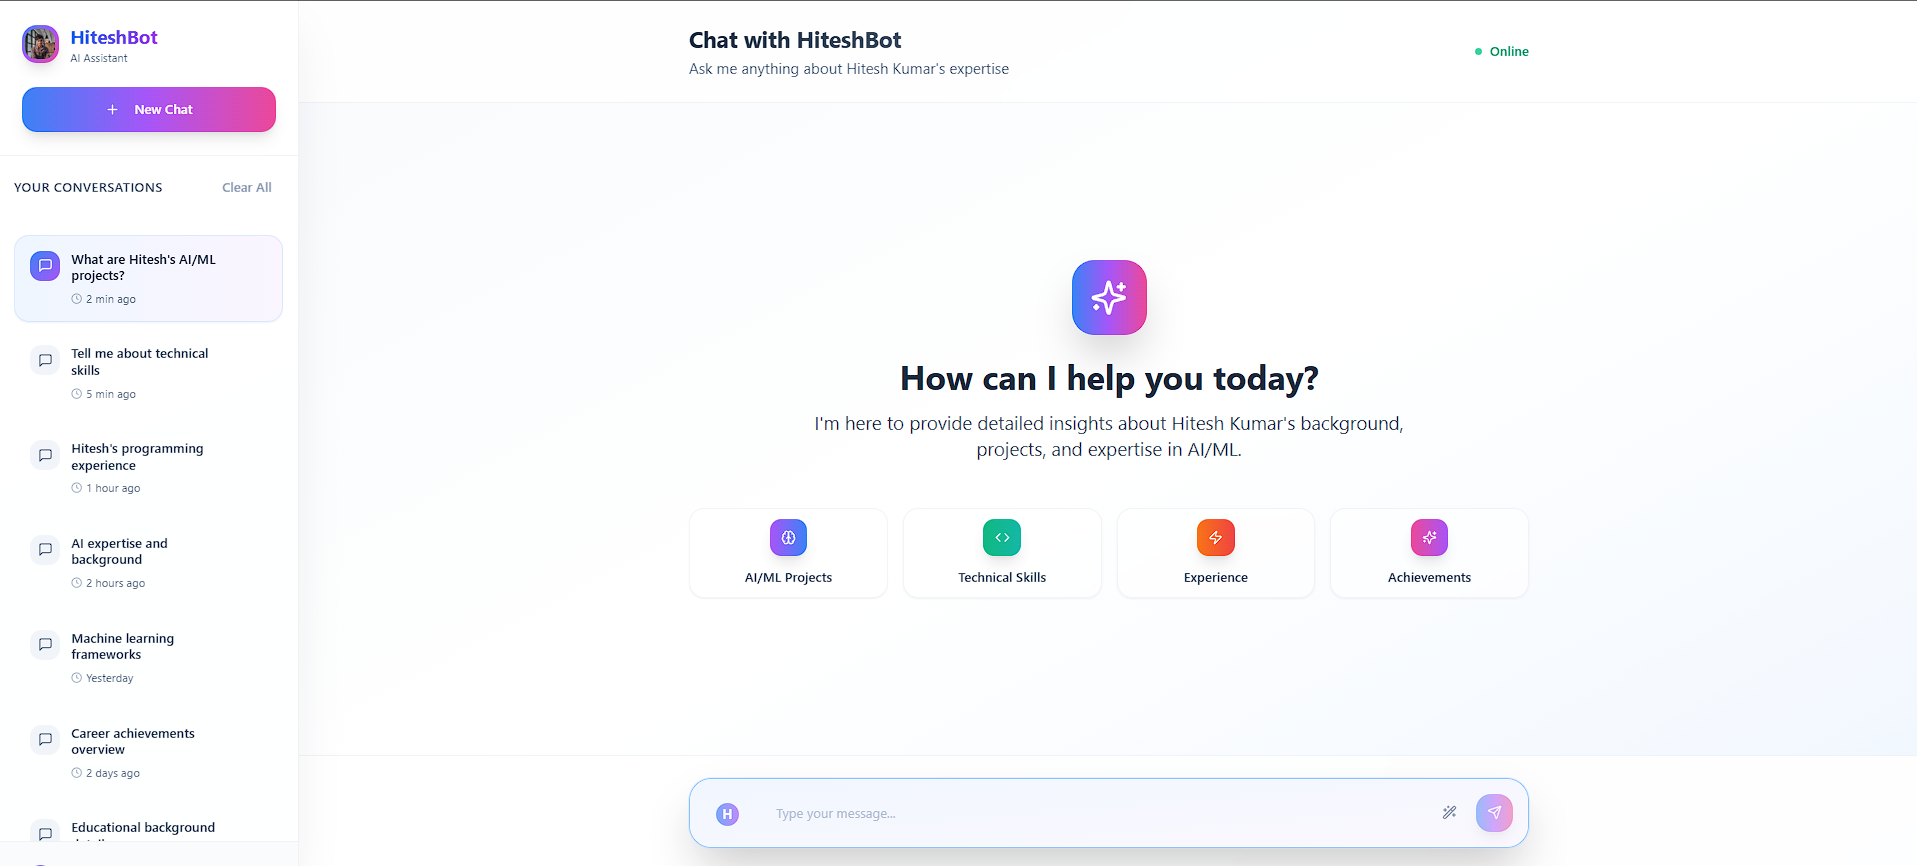 HiteshBot
AI Assistant
New Chat
YOUR CONVERSATIONS
Clear All
What are Hitesh's AI/ML
projects?
2 min ago
Tell me about technical
skills
5 min ago
Hitesh's programming
experience
1 hour ago
AI expertise and
background
2 hours ago
Machine learning
frameworks
Yesterday
Career achievements
overview
2 days ago
Educational background
Chat with HiteshBot
Ask me anything about Hitesh Kumar's expertise
Online
How can I help you today?
I'm here to provide detailed insights about Hitesh Kumar's background,
projects, and expertise in AI/ML.
AI/ML Projects
Technical Skills
Experience
Achievements
H
Type your message...